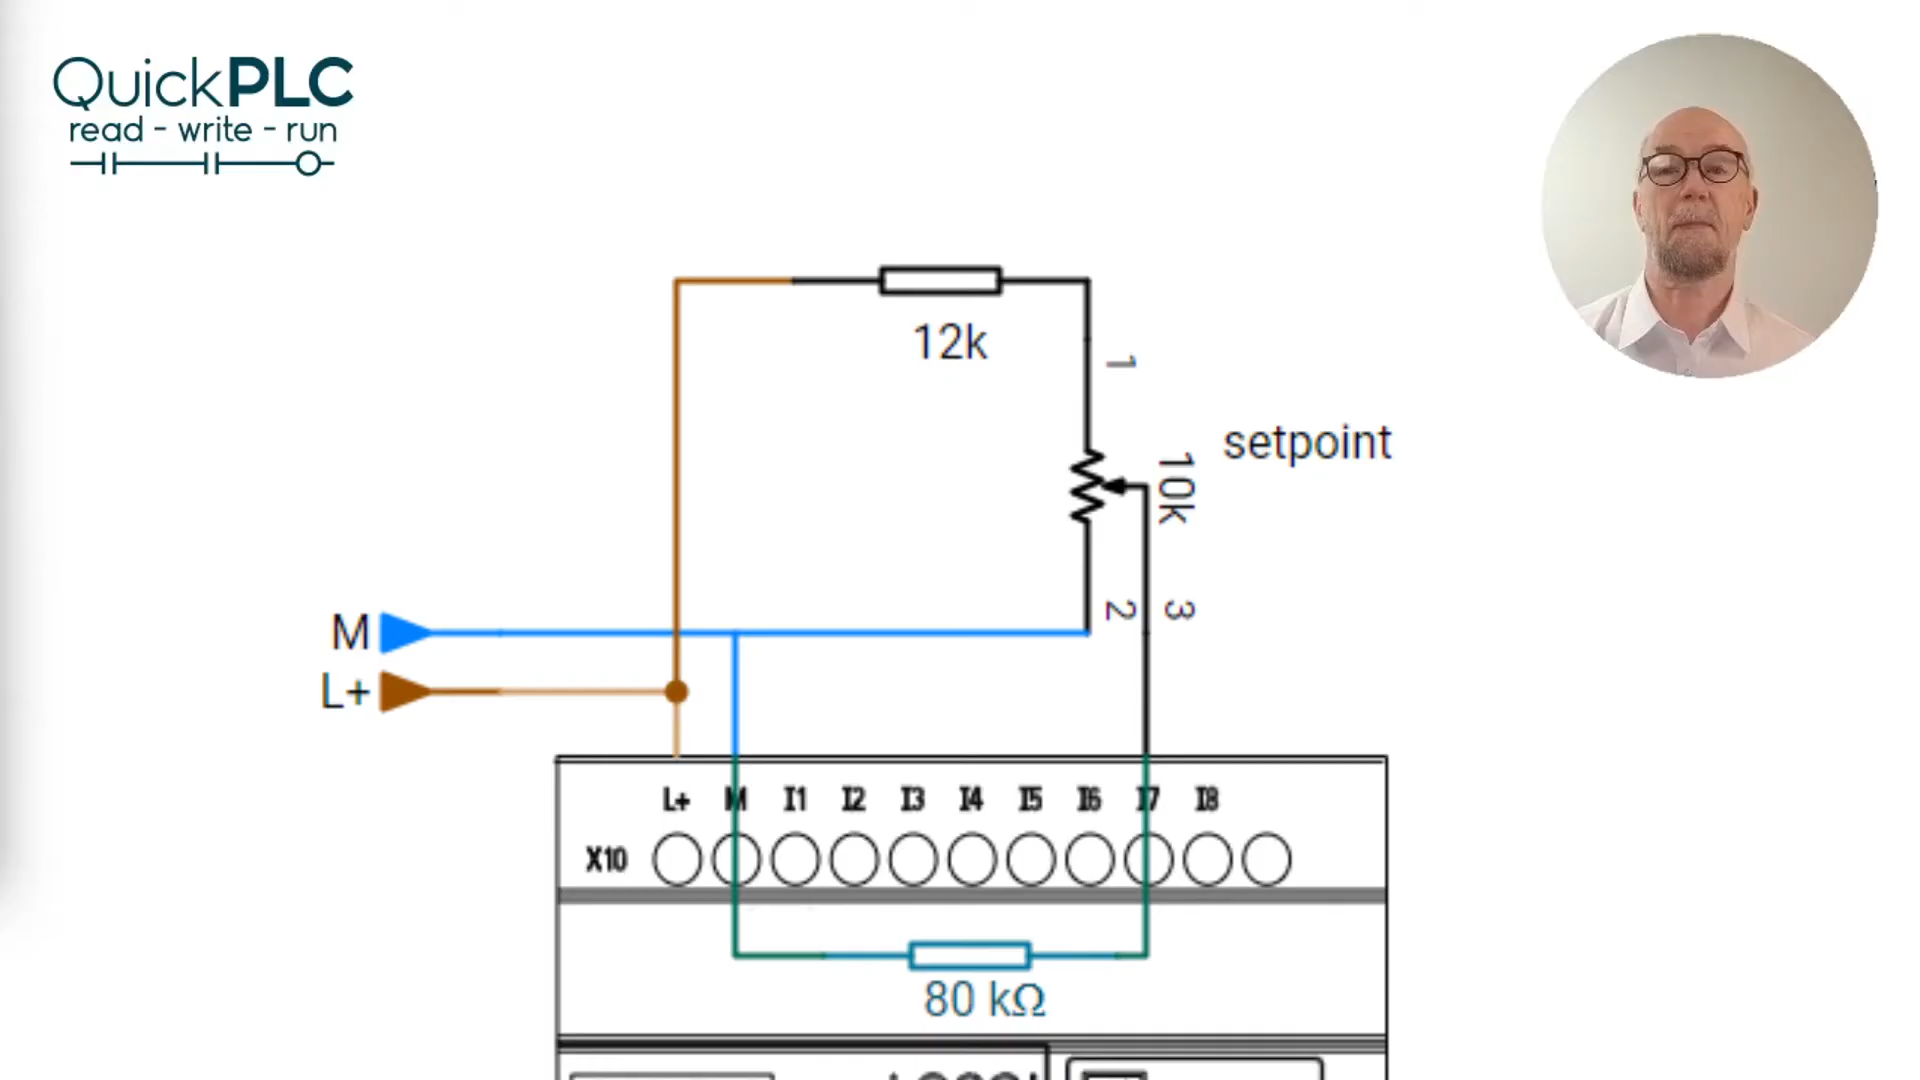 QuickPLC
read - write - run
12k
1
setpoint
10k
M
2 3
L+
L+ M I1 I2 I3 I4 I5 I6 I7 I8
X10
80 kΩ